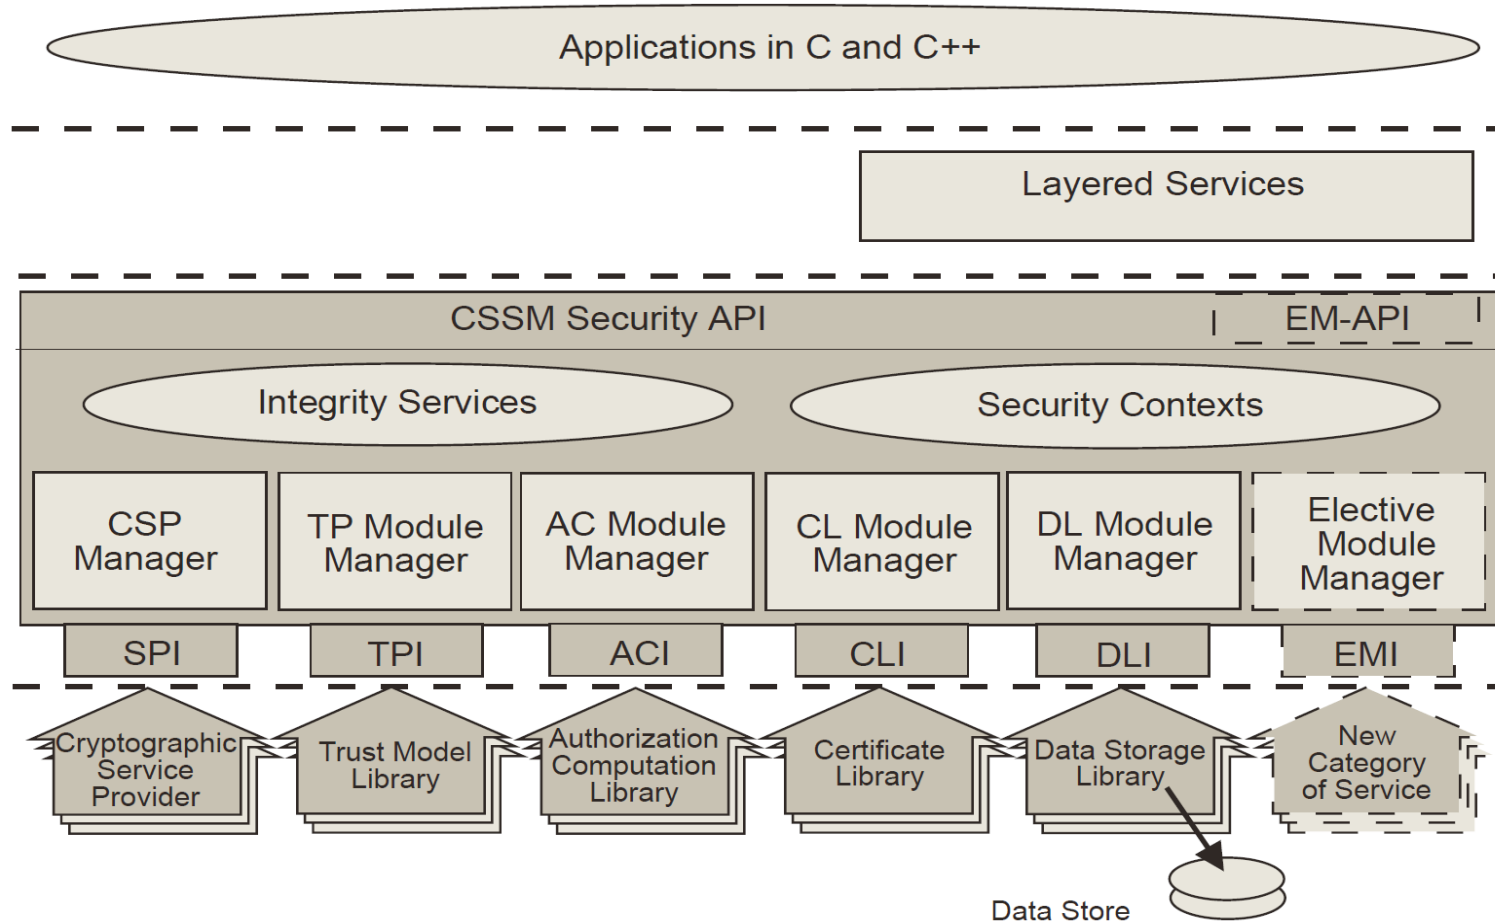 Applications in C and C++
Layered Services
CSSM Security API
EM-API
Integrity Services
Security Contexts
CSP
Manager
TP Module
Manager
AC Module
Manager
CL Module
Manager
DL Module
Manager
Elective
Module
Manager
SPI
TPI
ACI
CLI
DLI
EMI
Cryptographic
Service
Provider
Trust Model
Library
Authorization
Computation
Library
Certificate
Library
Data Storage
Library
New
Category
of Service
Data Store